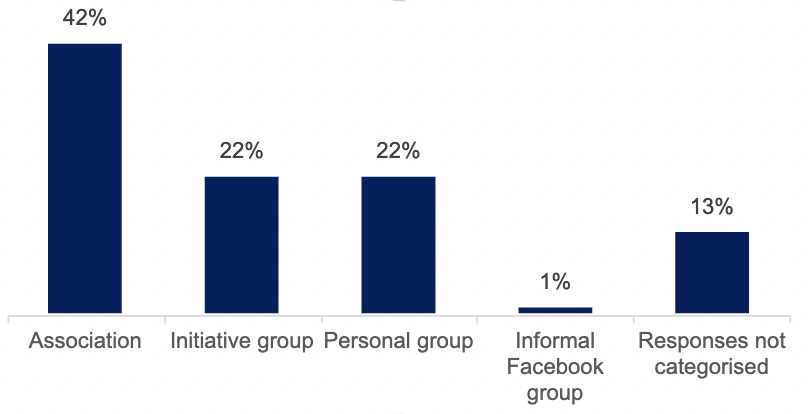 42%
22%
22%
1%
13%
Association
Initiative group
Personal group
Informal
Facebook
group
Responses not
categorised